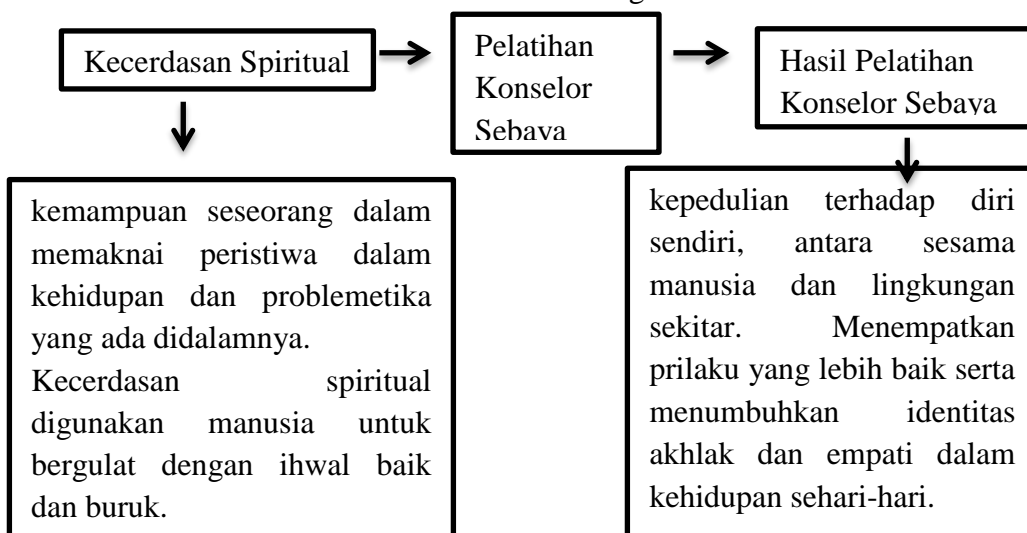 Kecerdasan Spiritual
Pelatihan
Konselor
Sebaya
Hasil Pelatihan
Konselor Sebaya
kemampuan seseorang dalam
memaknai peristiwa dalam
kehidupan dan problemetika
yang ada didalamnya.
Kecerdasan spiritual
digunakan manusia untuk
bergulat dengan ihwal baik
dan buruk.
kepedulian terhadap diri
sendiri, antara sesama
manusia dan lingkungan
sekitar. Menempatkan
prilaku yang lebih baik serta
menumbuhkan identitas
akhlak dan empati dalam
kehidupan sehari-hari.